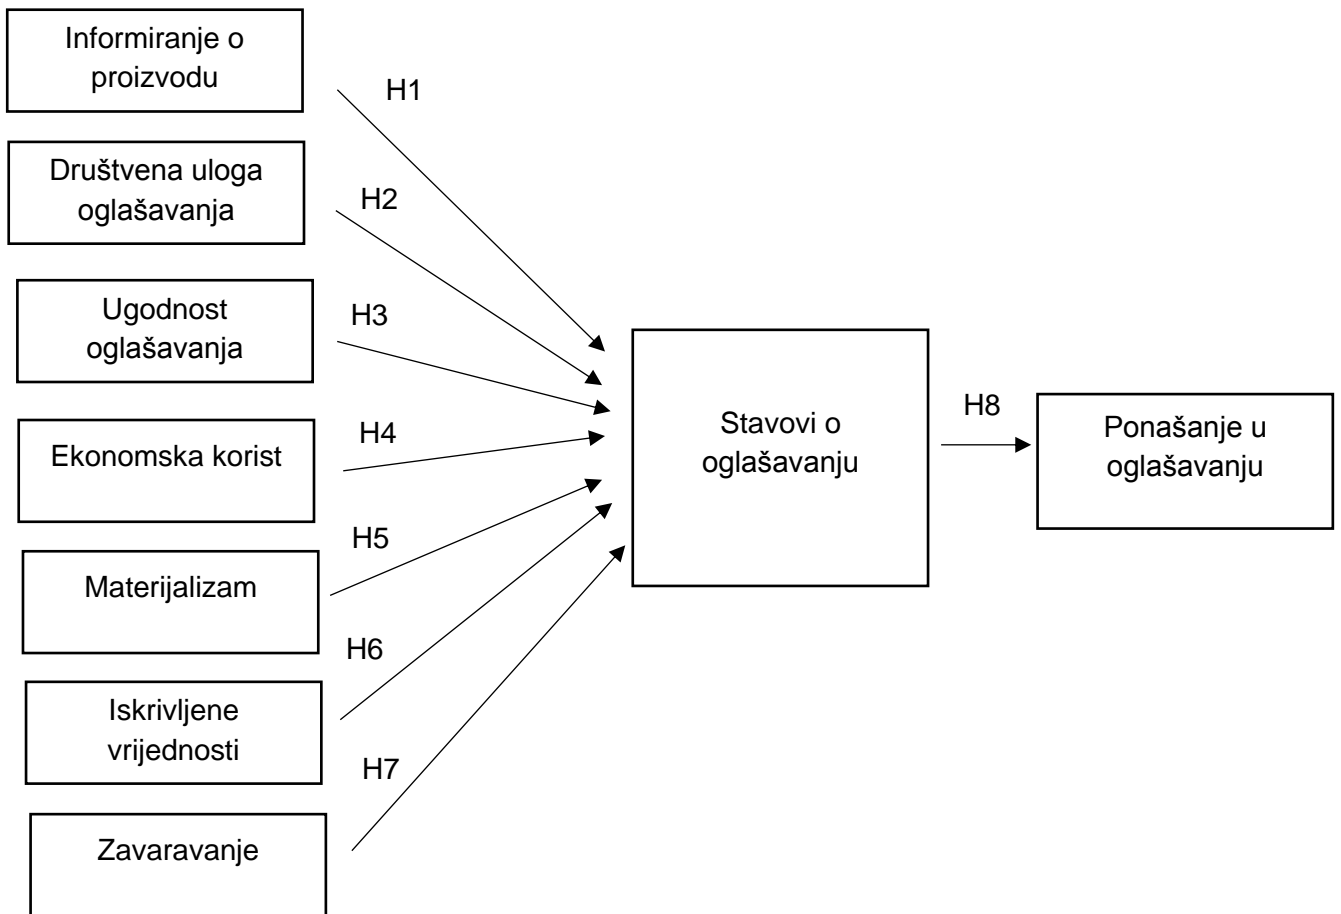 Informiranje o
proizvodu
H1
Društvena uloga
oglašavanja
H2
Ugodnost
oglašavanja
H3
Ekonomska korist
H4
Materijalizam
H5
Iskrivljene
vrijednosti
H6
Zavaravanje
H7
Stavovi o
oglašavanju
H8
Ponašanje u
oglašavanju